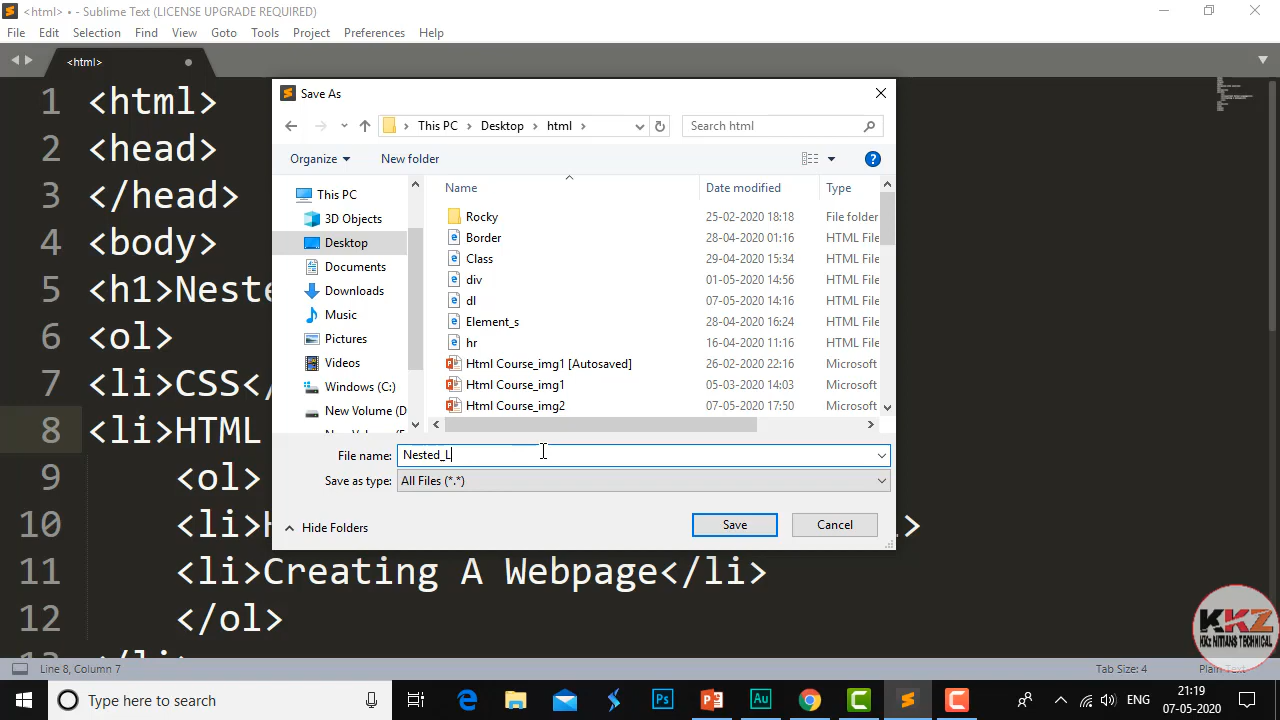 <html> • - Sublime Text (LICENSE UPGRADE REQUIRED)
File Edit Selection Find View Goto Tools Project Preferences Help
<html>
1 <html>
2 <head>
3 </head>
4 <body>
5 <h1>Neste
6 <ol>
7 <li>CSS</
8 <li>HTML
9 <ol>
10 <li>
11 <li>Creating A Webpage</li>
12 </ol>
Save As
This PC > Desktop > html >
Search html
Organize
New folder
This PC
3D Objects
Desktop
Documents
Downloads
Music
Pictures
Videos
Windows (C:)
New Volume (D
Name Date modified Type
Rocky 25-02-2020 18:18 File folder
Border 28-04-2020 01:16 HTML File
Class 29-04-2020 15:34 HTML File
div 01-05-2020 14:56 HTML File
dl 07-05-2020 14:16 HTML File
Element_s 28-04-2020 16:24 HTML File
hr 16-04-2020 11:16 HTML File
Html Course_img1 [Autosaved] 26-02-2020 22:16 Microsoft
Html Course_img1 05-03-2020 14:03 Microsoft
Html Course_img2 07-05-2020 17:50 Microsoft
File name: Nested_L
Save as type: All Files (*.*)
Hide Folders
Save
Cancel
KKZ
KKZ NITIANS TECHNICAL
Line 8, Column 7
Tab Size: 4
Plain Text
Type here to search
Ps
Au
ENG
21:19
07-05-2020